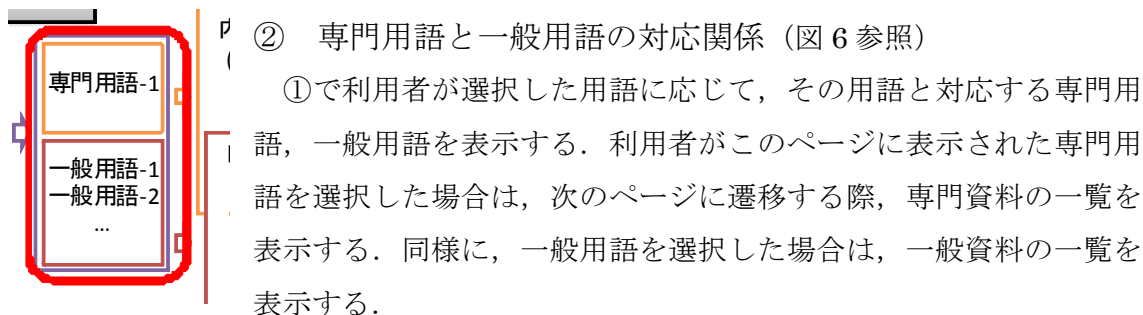 専門用語-1
一般用語-1
一般用語-2
…
② 専門用語と一般用語の対応関係（図 6 参照）
①で利用者が選択した用語に応じて，その用語と対応する専門用
語，一般用語を表示する．利用者がこのページに表示された専門用
語を選択した場合は，次のページに遷移する際，専門資料の一覧を
表示する．同様に，一般用語を選択した場合は，一般資料の一覧を
表示する．